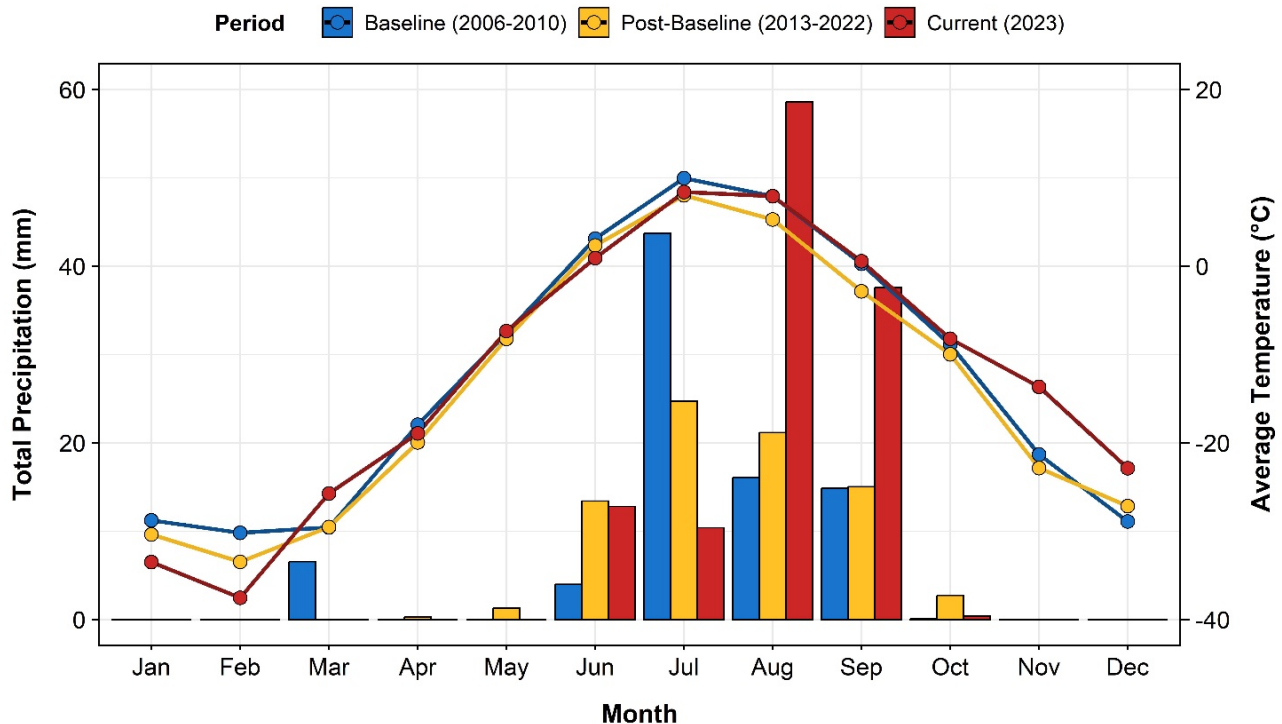 Period Baseline (2006-2010) Post-Baseline (2013-2022) Current (2023)
Total Precipitation (mm)
60
40
20
0
20
0
-20
-40
Average Temperature (°C)
Jan Feb Mar Apr May Jun Jul Aug Sep Oct Nov Dec
Month